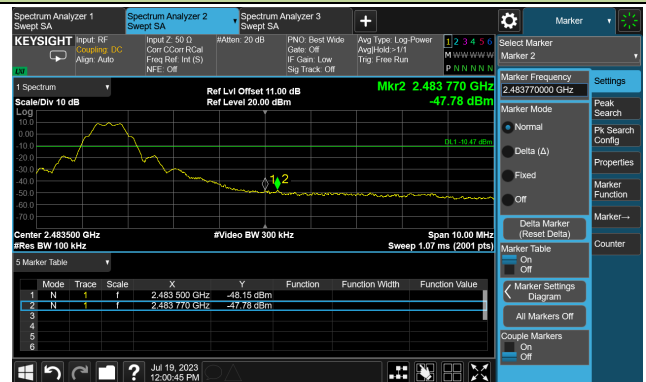 Spectrum Analyzer 1
Swept SA
Spectrum Analyzer 2
Swept SA
Spectrum Analyzer 3
Swept SA
+
Marker
KEYSIGHT
Input: RF
Coupling: DC
Align: Auto
Input Z: 50 Ω
Corr CCorr RCal
Freq Ref: Int (S)
NFE: Off
#Atten: 20 dB
PNO: Best Wide
Gate: Off
IF Gain: Low
Sig Track: Off
Avg Type: Log-Power
Avg|Hold:>1/1
Trig: Free Run
1 2 3 4 5 6
M W W W W W
P N N N N N
LXI
1 Spectrum
Scale/Div 10 dB
Log
Ref Lvl Offset 11.00 dB
Ref Level 20.00 dBm
Mkr2 2.483 770 GHz
-47.78 dBm
10.0
0.00
-10.0
-20.0
-30.0
-40.0
-50.0
-60.0
-70.0
DL1 -10.47 dBm
1 2
Center 2.483500 GHz
#Res BW 100 kHz
#Video BW 300 kHz
Span 10.00 MHz
Sweep 1.07 ms (2001 pts)
5 Marker Table
Mode Trace Scale X Y Function Function Width Function Value
1 N 1 f 2.483 500 GHz -48.15 dBm
2 N 1 f 2.483 770 GHz -47.78 dBm
3
4
5
6
Jul 19, 2023
12:00:45 PM
?
Select Marker
Marker 2
Marker Frequency
2.483770000 GHz
Marker Mode
Normal
Delta (Δ)
Fixed
Off
Delta Marker
(Reset Delta)
Marker Table
On
Off
Marker Settings
Diagram
All Markers Off
Couple Markers
On
Off
Settings
Peak
Search
Pk Search
Config
Properties
Marker
Function
Marker→
Counter